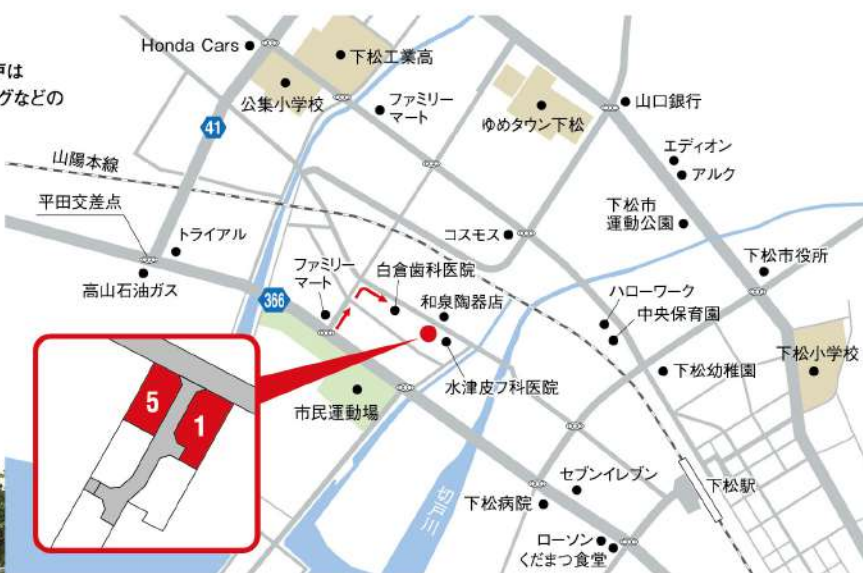 戸は
グなどの
Honda Cars
下松工業高
公集小学校
ファミリー
マート
ゆめタウン下松
山口銀行
41
エディオン
アルク
山陽本線
平田交差点
トライアル
コスモス
下松市
運動公園
下松市役所
高山石油ガス
366
ファミリー
マート
白倉歯科医院
和泉陶器店
ハローワーク
中央保育園
下松小学校
水津皮フ科医院
下松幼稚園
市民運動場
5
1
セブンイレブン
下松病院
下松駅
切戸川
ローソン
くだまつ食堂